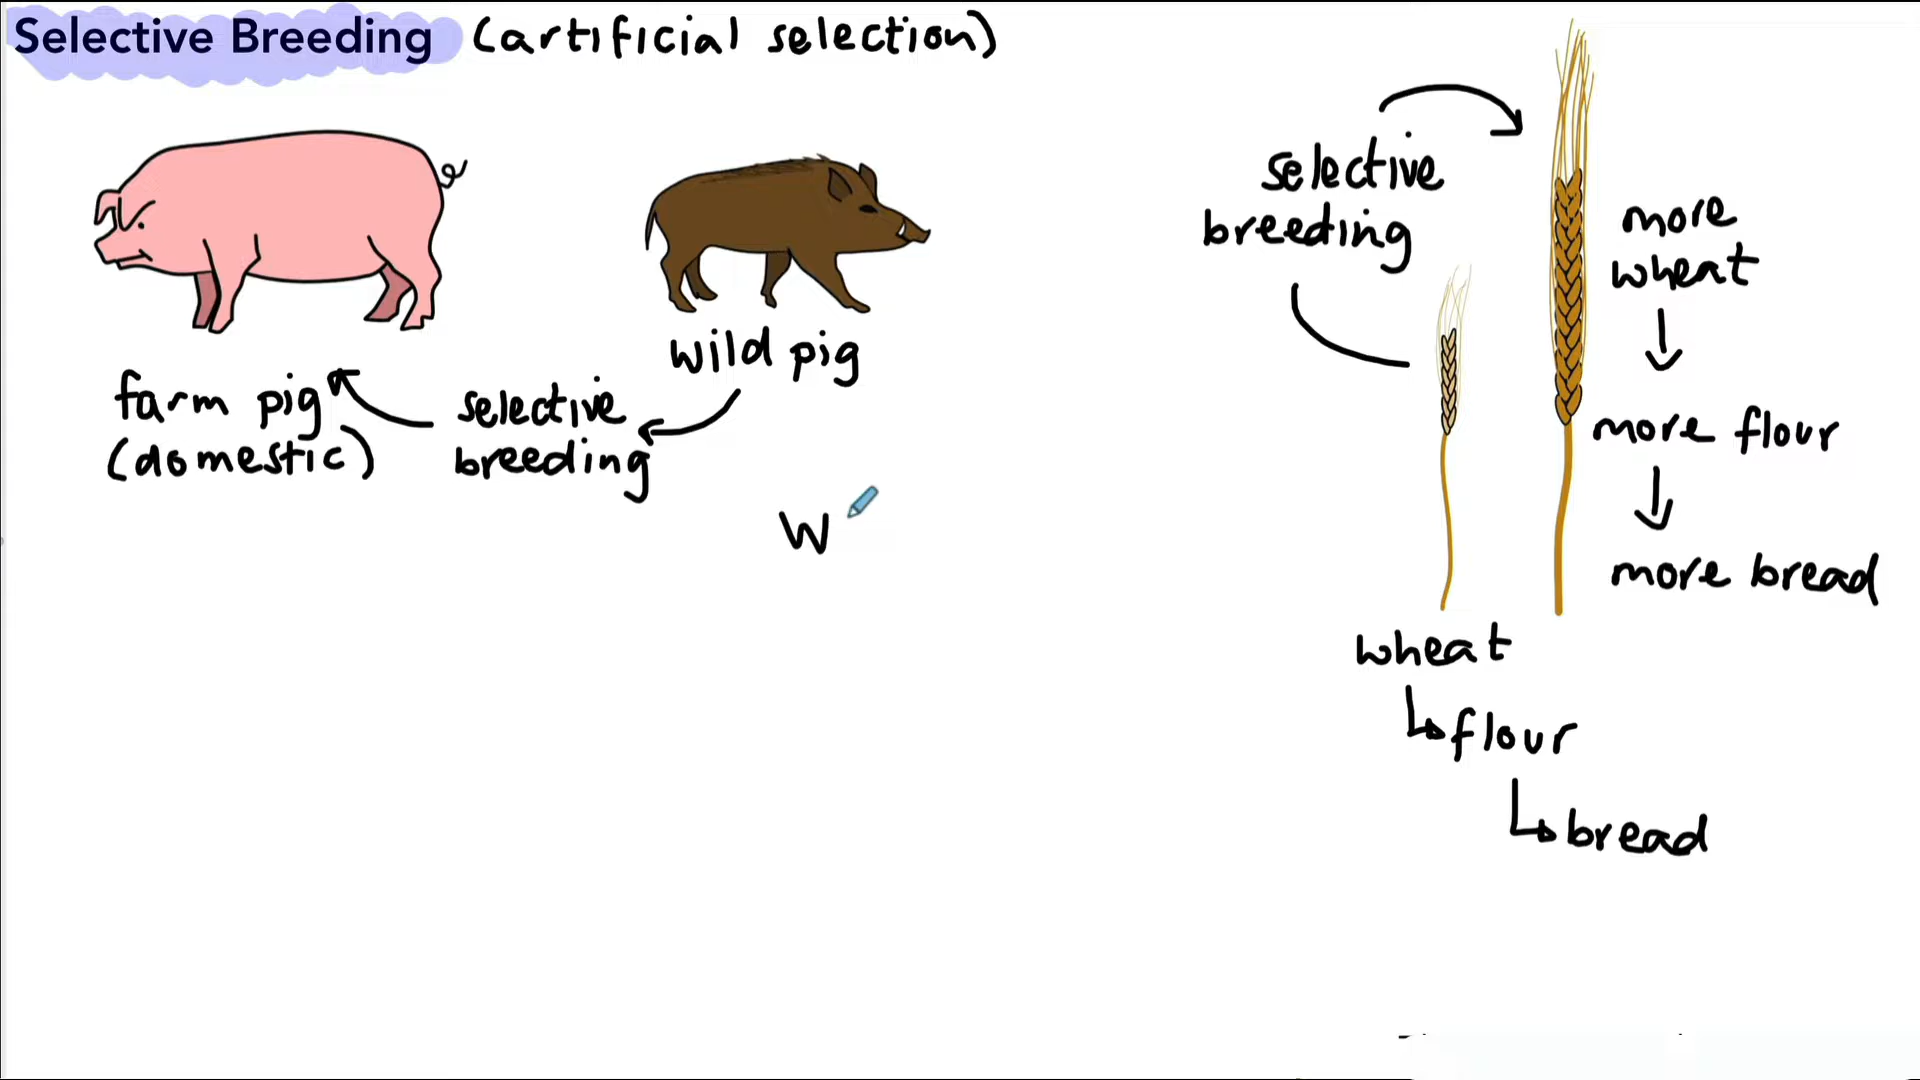 Selective Breeding (artificial selection)
wild pig
farm pig
(domestic)
selective
breeding
W
selective
breeding
more
wheat
more flour
more bread
wheat
flour
bread